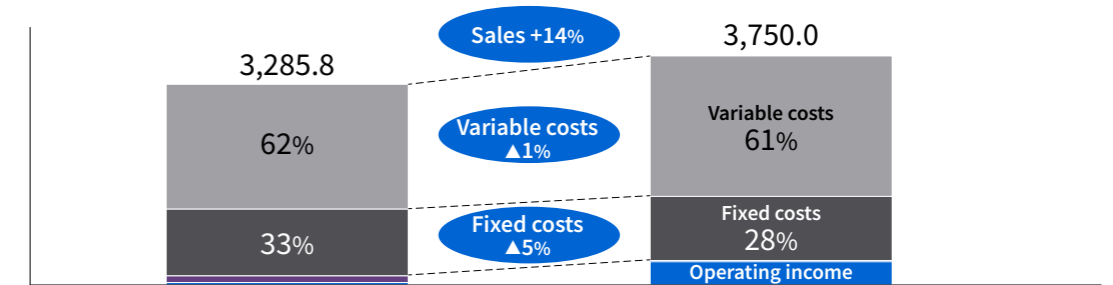 Sales +14%
3,285.8
3,750.0
62%
Variable costs
▲1%
Variable costs
61%
33%
Fixed costs
▲5%
Fixed costs
28%
Operating income